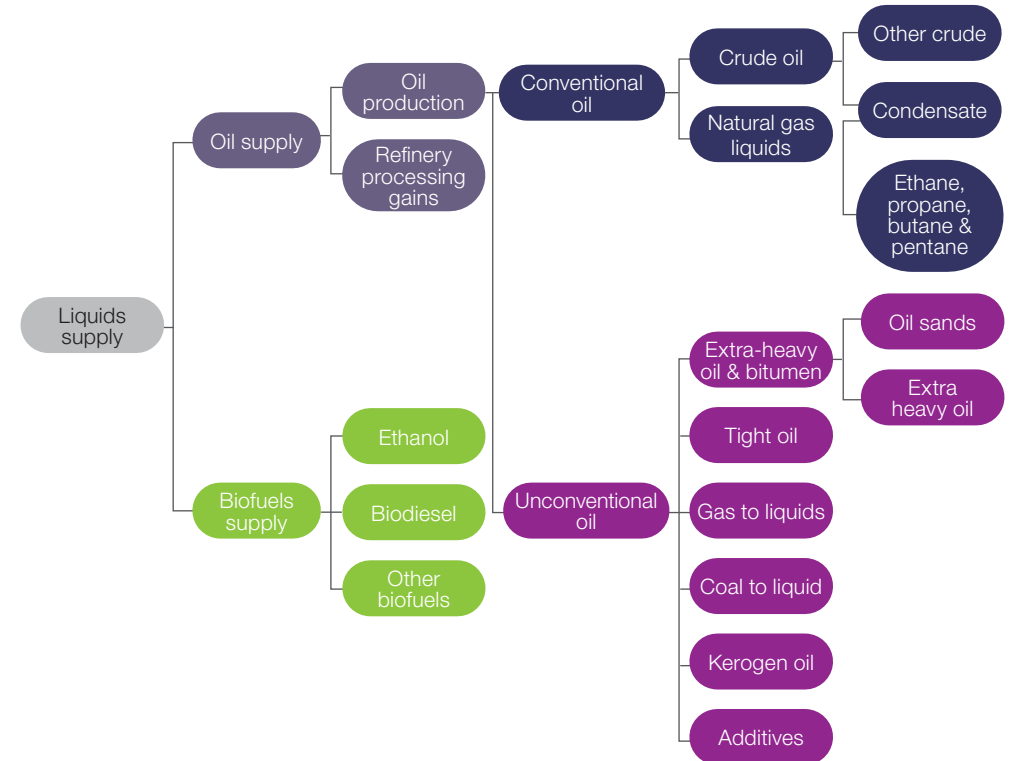 Liquids
supply
Oil supply
Oil
production
Refinery
processing
gains
Conventional
oil
Crude oil
Other crude
Condensate
Natural gas
liquids
Ethane,
propane,
butane &
pentane
Unconventional
oil
Extra-heavy
oil & bitumen
Oil sands
Extra
heavy oil
Tight oil
Gas to liquids
Coal to liquid
Kerogen oil
Additives
Biofuels
supply
Ethanol
Biodiesel
Other
biofuels